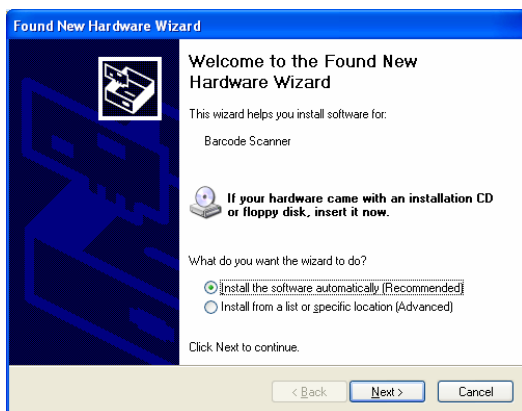 Found New Hardware Wizard
Welcome to the Found New
Hardware Wizard
This wizard helps you install software for:
Barcode Scanner
If your hardware came with an installation CD
or floppy disk, insert it now.
What do you want the wizard to do?
Install the software automatically (Recommended)
Install from a list or specific location (Advanced)
Click Next to continue.
< Back Next > Cancel